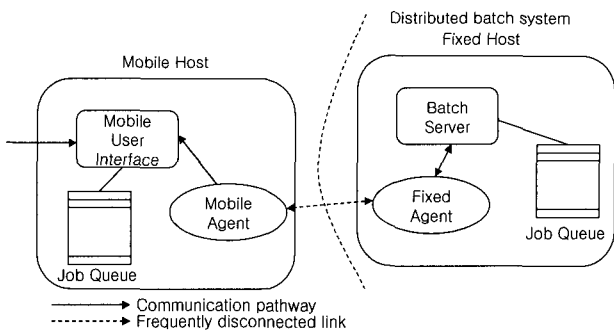 Distributed batch system
Mobile Host
Fixed Host
Mobile
User
Interface
Batch
Server
Mobile
Agent
Fixed
Agent
Job Queue
Job Queue
Communication pathway
Frequently disconnected link